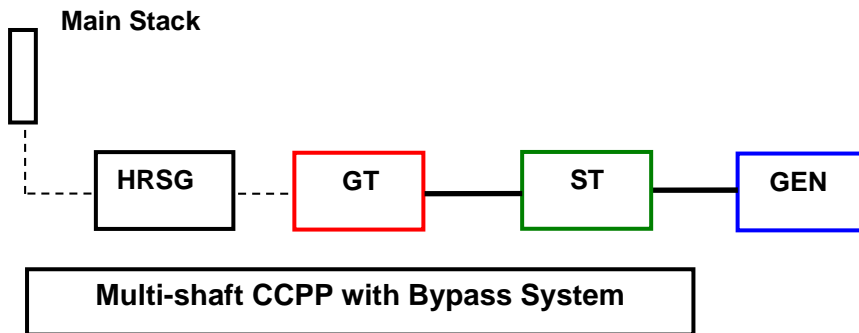 Main Stack
HRSG
GT
ST
GEN
Multi-shaft CCPP with Bypass System